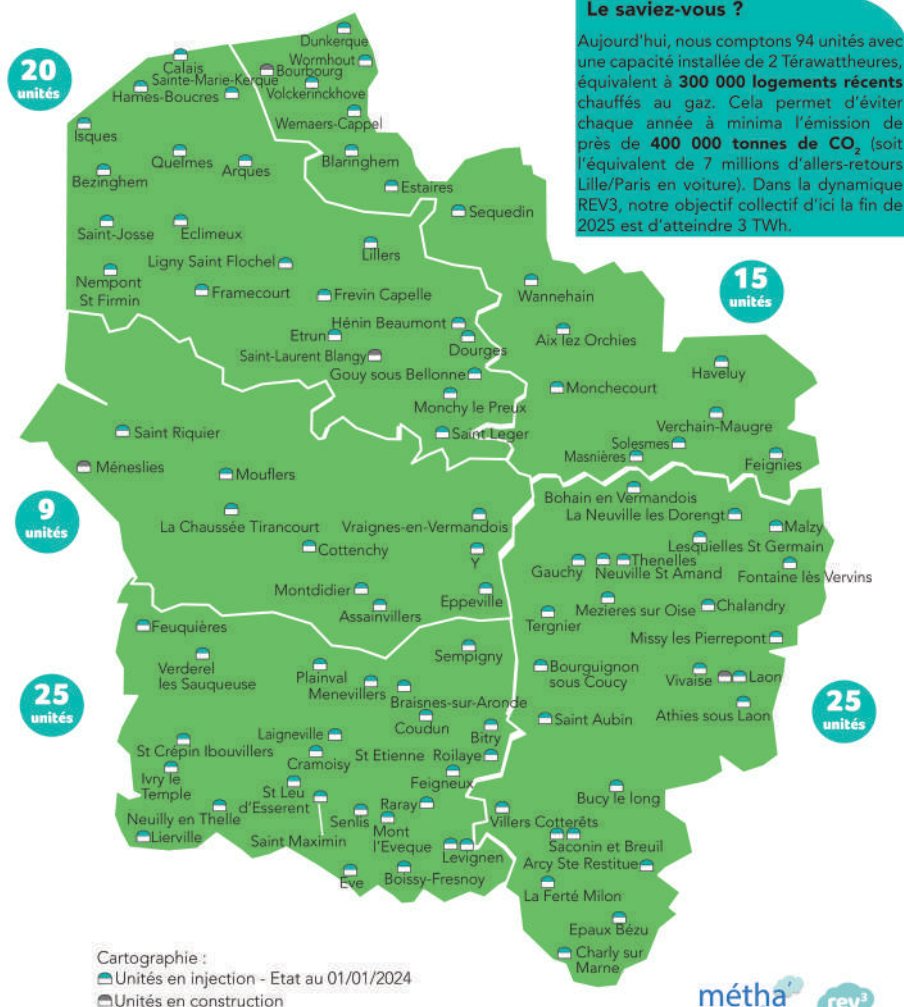 Le saviez-vous ?
Aujourd'hui, nous comptons 94 unités avec
une capacité installée de 2 Térawattheures,
équivalent à 300 000 logements récents
chauffés au gaz. Cela permet d'éviter
chaque année à minima l'émission de
près de 400 000 tonnes de CO₂ (soit
l'équivalent de 7 millions d'allers-retours
Lille/Paris en voiture). Dans la dynamique
REV3, notre objectif collectif d'ici la fin de
2025 est d'atteindre 3 TWh.
20
unités
Dunkerque
Wormhout
Calais
Bourbourg
Sainte-Marie-Kerque
Volckerinckhove
Hames-Boucres
Wemaers-Cappel
Isques
Quelmes
Arques
Blaringhem
Bezinghem
Estaires
Sequedin
Saint-Josse
Eclimeux
Lillers
Ligny Saint Flochel
Nempont
St Firmin
Framecourt
Frevin Capelle
Wannehain
15
unités
Hénin Beaumont
Etrun
Dourges
Aix lez Orchies
Saint-Laurent Blangy
Gouy sous Bellonne
Haveluy
Monchecourt
Monchy le Preux
Verchain-Maugre
Saint Leger
Solesmes
Masnières
Feignies
Saint Riquier
Méneslies
Mouflers
9
unités
La Chaussée Tirancourt
Vraignes-en-Vermandois
Cottenchy
Y
Montdidier
Eppeville
Assainvillers
Bohain en Vermandois
La Neuville les Dorengt
Malzy
Lesquielles St Germain
Thenelles
Gauchy
Neuville St Amand
Fontaine lès Vervins
Mezieres sur Oise
Chalandry
Tergnier
Missy les Pierrepont
Bourguignon
sous Coucy
Vivaise
Laon
Saint Aubin
Athies sous Laon
25
unités
25
unités
Feuquières
Sempigny
Verderel
les Sauqueuse
Plainval
Menevillers
Braisnes-sur-Aronde
Coudun
Bitry
Laigneville
St Crépin Ibouvillers
Cramoisy
St Etienne Roilaye
Ivry le
Temple
Feigneux
St Leu
d'Esserent
Raray
Neuilly en Thelle
Senlis
Mont
l'Eveque
Lierville
Saint Maximin
Levignen
Eve
Boissy-Fresnoy
Bucy le long
Villers Cotterêts
Saconin et Breuil
Arcy Ste Restitue
La Ferté Milon
Epaux Bézu
Charly sur
Marne
Cartographie :
Unités en injection - Etat au 01/01/2024
Unités en construction
métha'
rev³